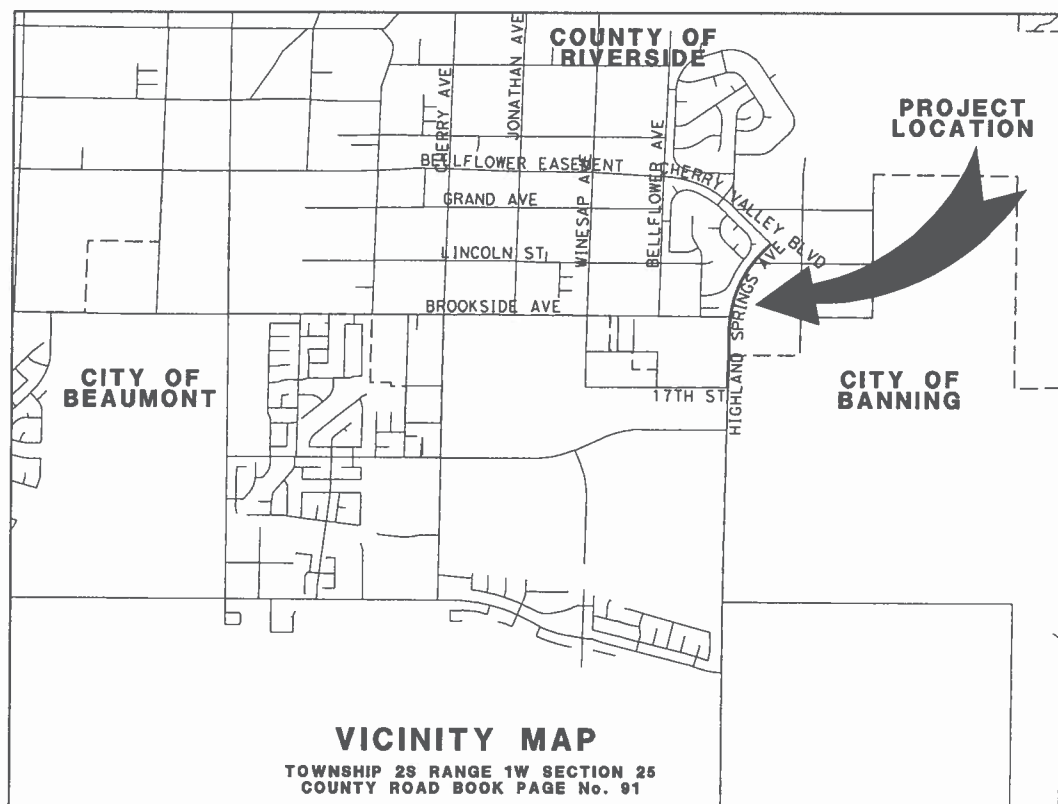 COUNTY OF
RIVERSIDE
JONATHAN AVE
CHERRY AVE
PROJECT
LOCATION
BELLFLOWER EASEMENT
BELLFLOWER AVE
CHERRY VALLEY BLVD
WINESAP AVE
GRAND AVE
LINCOLN ST
BROOKSIDE AVE
HIGHLAND SPRINGS AVE
CITY OF
BEAUMONT
17TH ST
CITY OF
BANNING
VICINITY MAP
TOWNSHIP 2S RANGE 1W SECTION 25
COUNTY ROAD BOOK PAGE No. 91